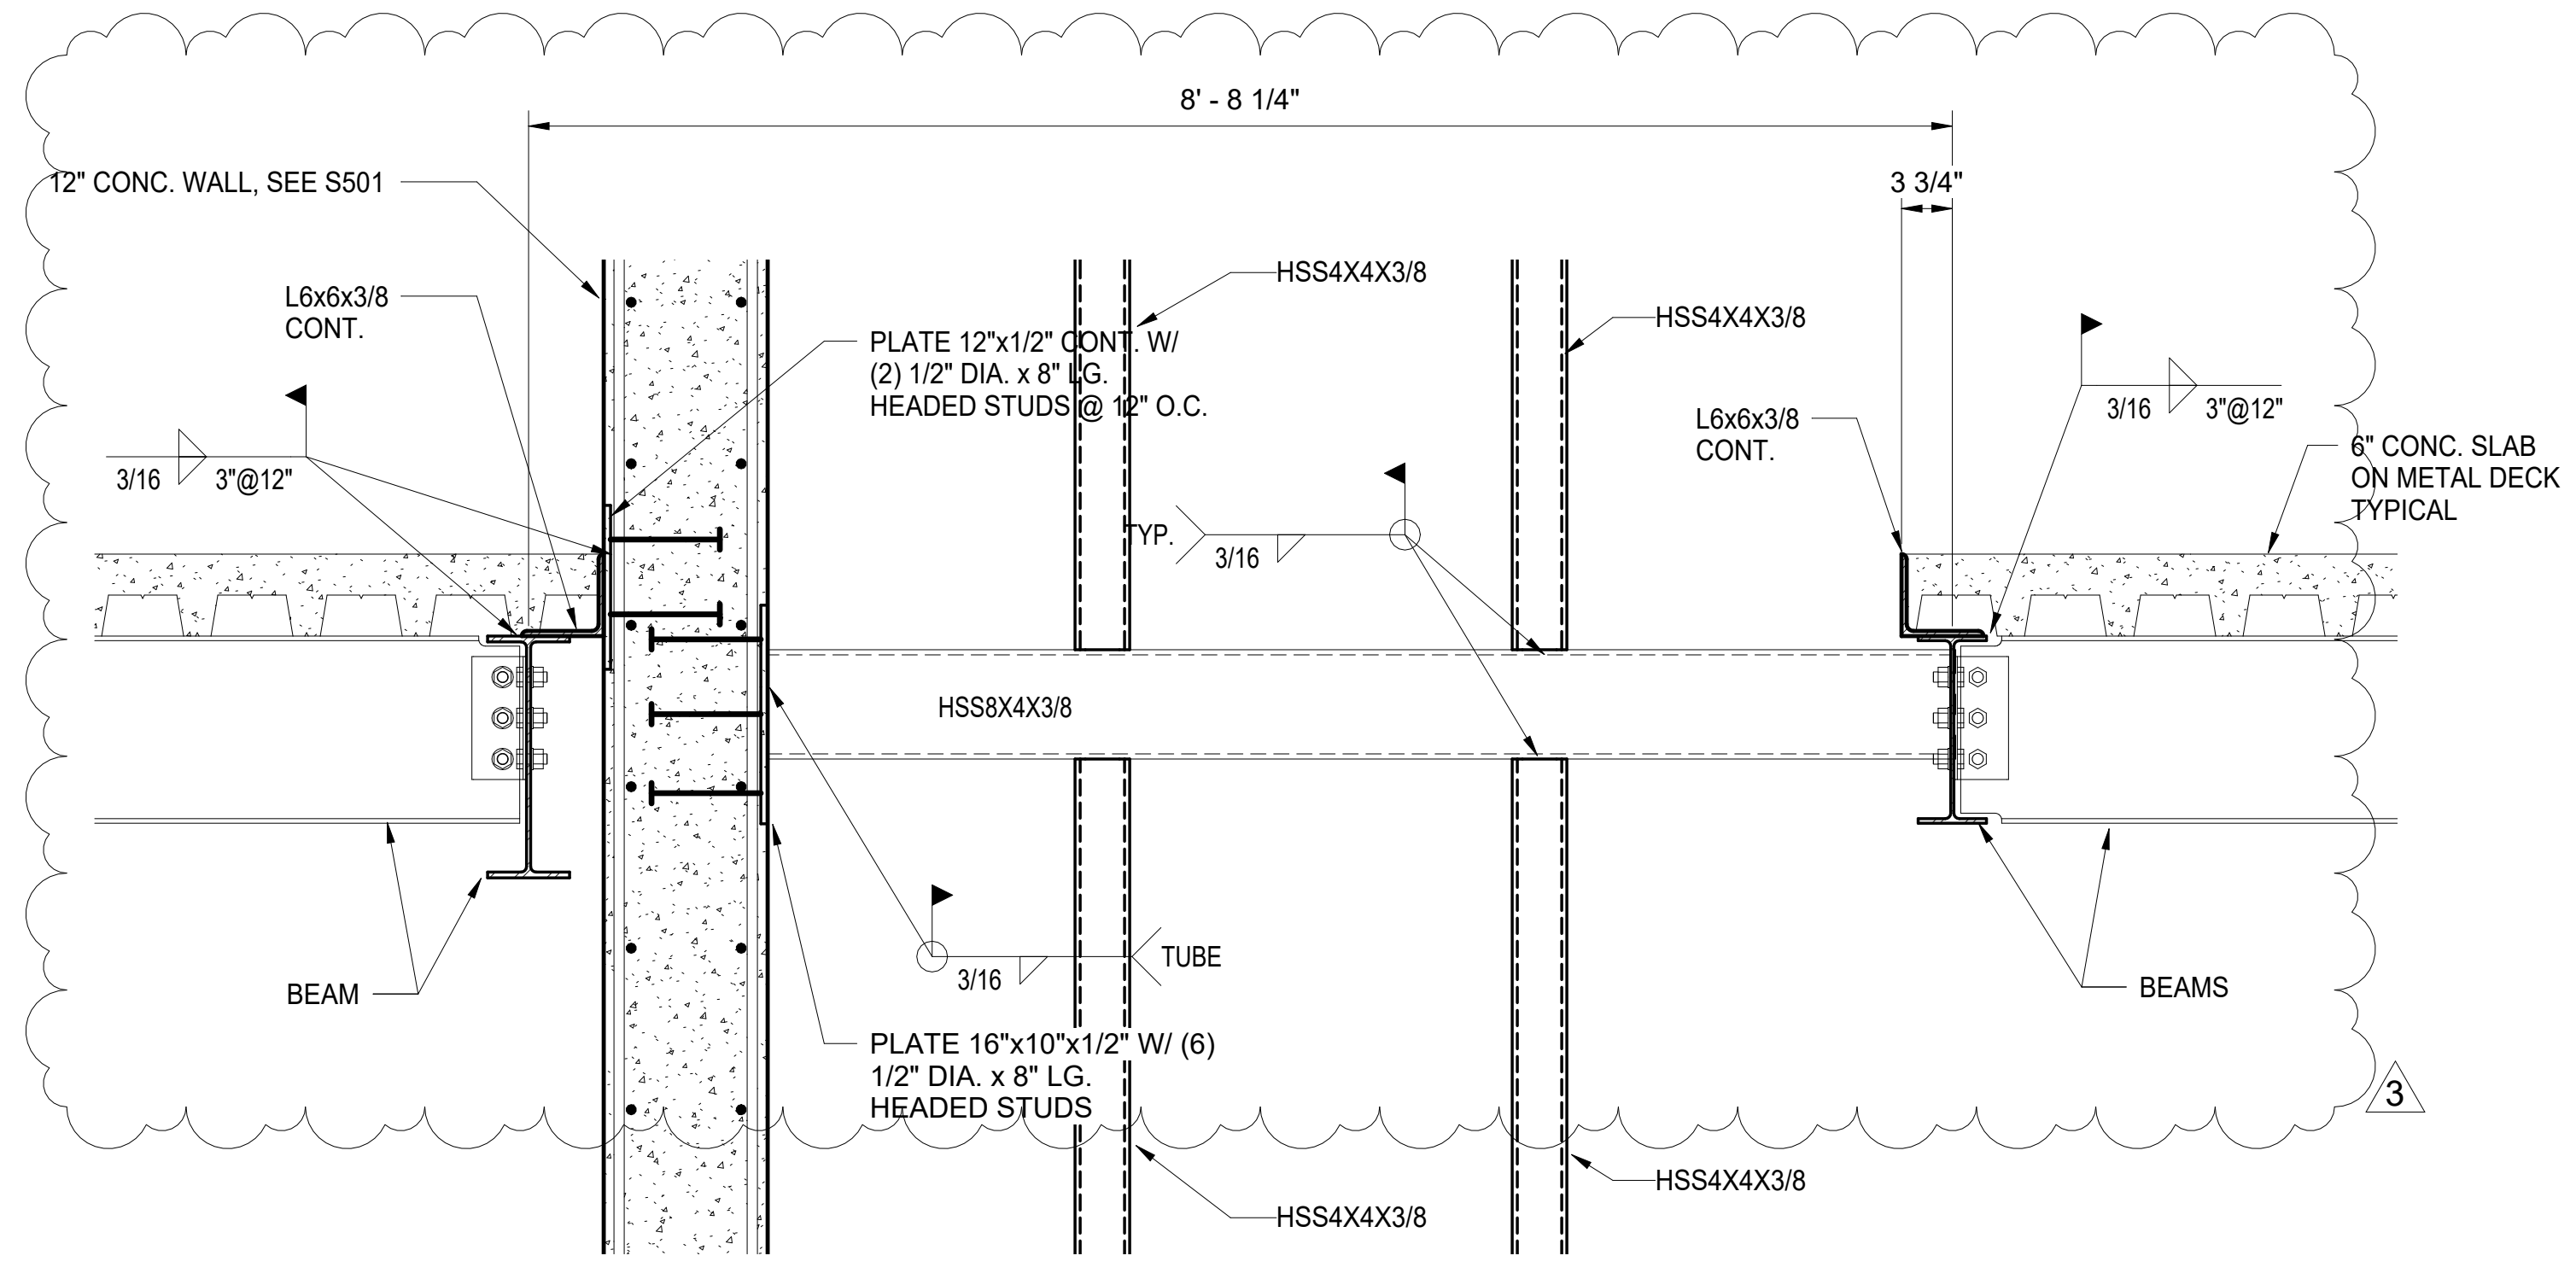 8' - 8 1/4"
12" CONC. WALL, SEE S501
3 3/4"
HSS4X4X3/8
L6x6x3/8
CONT.
HSS4X4X3/8
PLATE 12"x1/2" CONT. W/
(2) 1/2" DIA. x 8" LG.
HEADED STUDS @ 12" O.C.
L6x6x3/8
CONT.
3/16
3"@12"
6" CONC. SLAB
ON METAL DECK
TYPICAL
3/16
3"@12"
TYP.
3/16
HSS8X4X3/8
TUBE
3/16
BEAM
BEAMS
PLATE 16"x10"x1/2" W/ (6)
1/2" DIA. x 8" LG.
HEADED STUDS
3
HSS4X4X3/8
HSS4X4X3/8